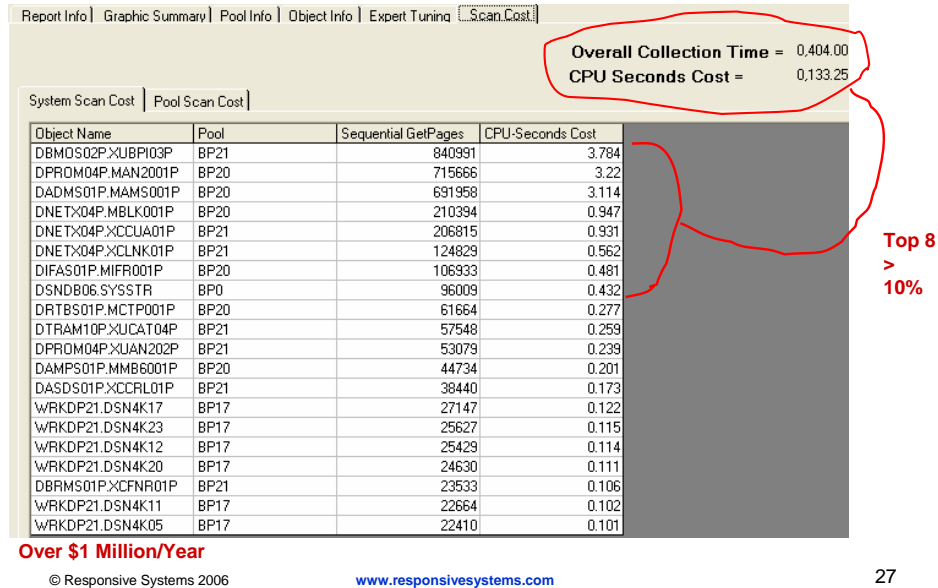 Report Info Graphic Summary Pool Info Object Info Expert Tuning Scan Cost
Overall Collection Time = 0,404.00
CPU Seconds Cost = 0,133.25
System Scan Cost Pool Scan Cost
Object Name Pool Sequential GetPages CPU-Seconds Cost
DBMOS02P.XUBPI03P BP21 840991 3.784
DPROM04P.MAN2001P BP20 715666 3.22
DADMS01P.MAMS001P BP20 691958 3.114
DNETX04P.MBLK001P BP20 210394 0.947
DNETX04P.XCCUA01P BP21 206815 0.931
DNETX04P.XCLNK01P BP21 124829 0.562
DIFAS01P.MIFR001P BP20 106933 0.481
DSNDB06.SYSSTR BP0 96009 0.432
DRTBS01P.MCTP001P BP20 61664 0.277
DTRAM10P.XUCAT04P BP21 57548 0.259
DPROM04P.XUAN202P BP21 53079 0.239
DAMPS01P.MMB6001P BP20 44734 0.201
DASDS01P.XCCRL01P BP21 38440 0.173
WRKDP21.DSN4K17 BP17 27147 0.122
WRKDP21.DSN4K23 BP17 25627 0.115
WRKDP21.DSN4K12 BP17 25429 0.114
WRKDP21.DSN4K20 BP17 24630 0.111
DBRMS01P.XCFNR01P BP21 23533 0.106
WRKDP21.DSN4K11 BP17 22664 0.102
WRKDP21.DSN4K05 BP17 22410 0.101
Top 8
>
10%
Over $1 Million/Year
© Responsive Systems 2006 www.responsivesystems.com 27